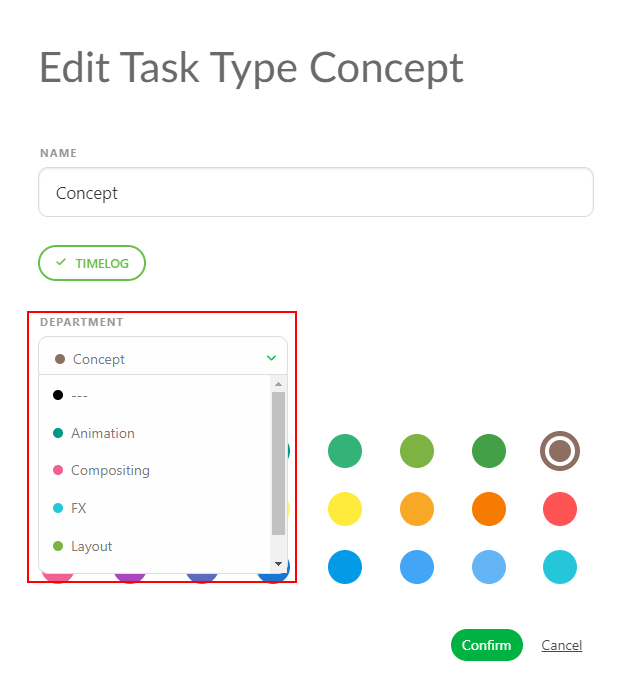 Edit Task Type Concept
NAME
Concept
TIMELOG
DEPARTMENT
Concept
---
Animation
Compositing
FX
Layout
Confirm Cancel